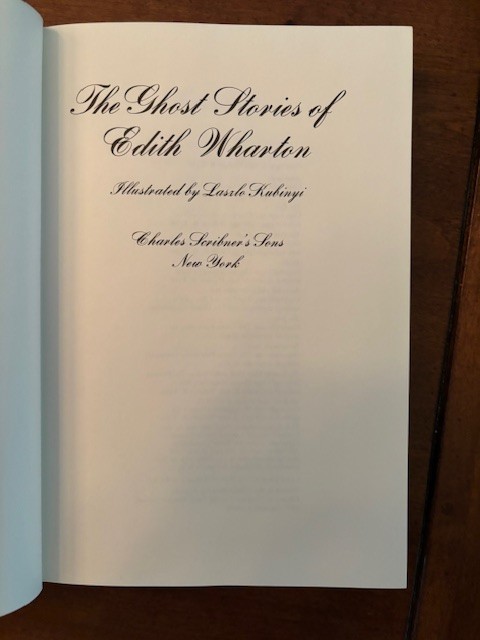 The Ghost Stories of
Edith Wharton
Illustrated by Laszlo Kubinyi
Charles Scribner's Sons
New York